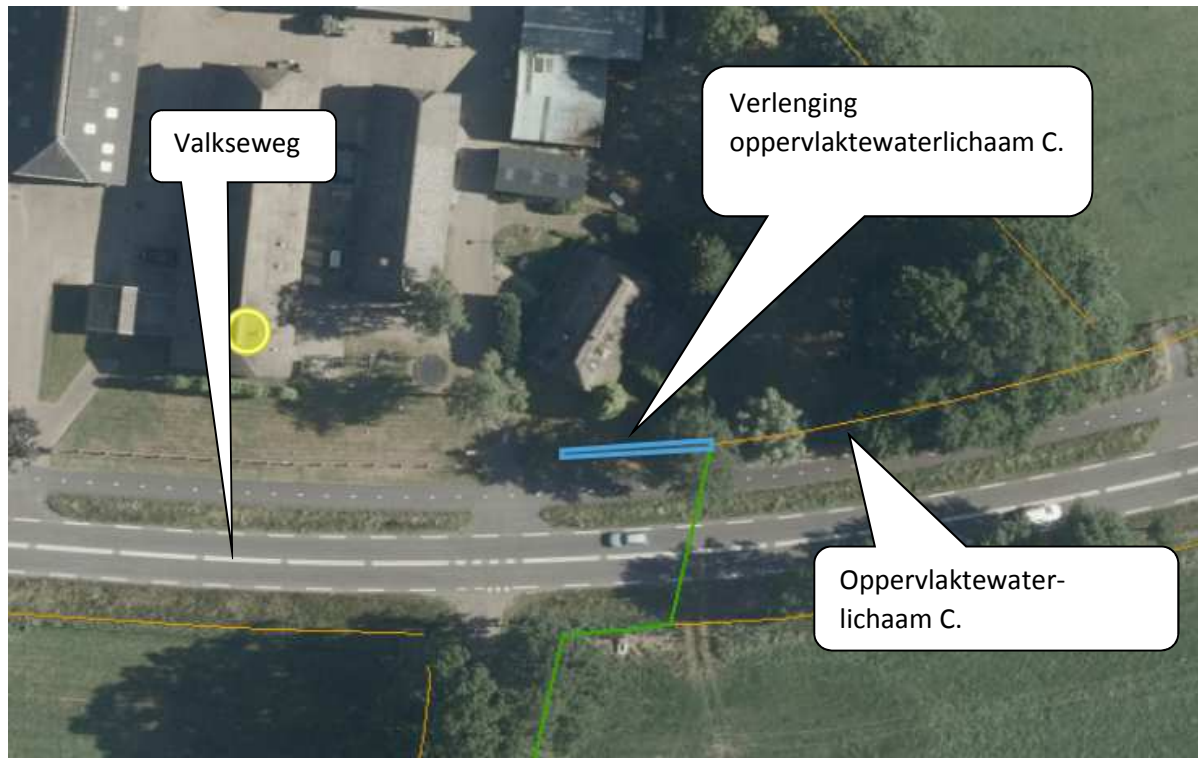 Valkseweg
Verlenging
oppervlaktewaterlichaam C.
Oppervlaktewater-
lichaam C.